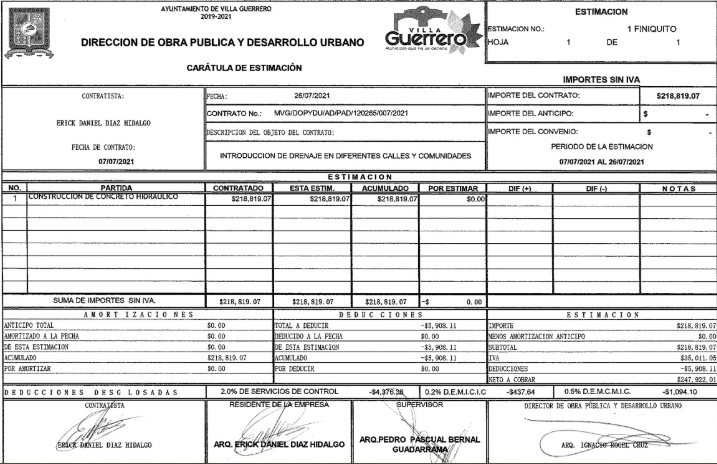 AYUNTAMIENTO DE VILLA GUERRERO
2019-2021
DIRECCION DE OBRA PUBLICA Y DESARROLLO URBANO
CARÁTULA DE ESTIMACIÓN
VILLA
Guerrero
ESTIMACION
ESTIMACION NO.: 1 FINIQUITO
HOJA 1 DE 1
IMPORTES SIN IVA
CONTRATISTA:
ERICK DANIEL DIAZ HIDALGO
FECHA DE CONTRATO:
07/07/2021
FECHA: 26/07/2021
CONTRATO No.: MVG/DOPYDU/AD/PAD/120265/007/2021
DESCRIPCION DEL OBJETO DEL CONTRATO:
INTRODUCCION DE DRENAJE EN DIFERENTES CALLES Y COMUNIDADES
IMPORTE DEL CONTRATO: $218,819.07
IMPORTE DEL ANTICIPO: $ -
IMPORTE DEL CONVENIO: $ -
PERIODO DE LA ESTIMACION
07/07/2021 AL 26/07/2021
ESTIMACION
NO. PARTIDA CONTRATADO ESTA ESTIM. ACUMULADO POR ESTIMAR DIF (+) DIF (-) NOTAS
1 CONSTRUCCION DE CONCRETO HIDRAULICO $218,819.07 $218,819.07 $218,819.07 $0.00
SUMA DE IMPORTES SIN IVA. $218,819.07 $218,819.07 $218,819.07 -$ 0.00
AMORTIZACIONES DEDUCCIONES ESTIMACION
ANTICIPO TOTAL $0.00 TOTAL A DEDUCIR -$5,908.11 IMPORTE $218,819.07
AMORTIZADO A LA FECHA $0.00 DEDUCIDO A LA FECHA $0.00 MENOS AMORTIZACION ANTICIPO $0.00
DE ESTA ESTIMACION $0.00 DE ESTA ESTIMACION -$5,908.11 SUBTOTAL $218,819.07
ACUMULADO $218,819.07 ACUMULADO -$5,908.11 IVA $35,011.05
POR AMORTIZAR $0.00 POR DEDUCIR $0.00 DEDUCCIONES -$5,908.11
NETO A COBRAR $247,922.01
DEDUCCIONES DESGLOSADAS 2.0% DE SERVICIOS DE CONTROL -$4,376.38 0.2% D.E.M.I.C.I.C -$437.64 0.5% D.E.M.C.M.I.C. -$1,094.10
CONTRATISTA
ERICK DANIEL DIAZ HIDALGO
RESIDENTE DE LA EMPRESA
ARQ. ERICK DANIEL DIAZ HIDALGO
SUPERVISOR
ARQ.PEDRO PASCUAL BERNAL
GUADARRAMA
DIRECTOR DE OBRA PÚBLICA Y DESARROLLO URBANO
ARQ. IGNACIO ROGEL CRUZ